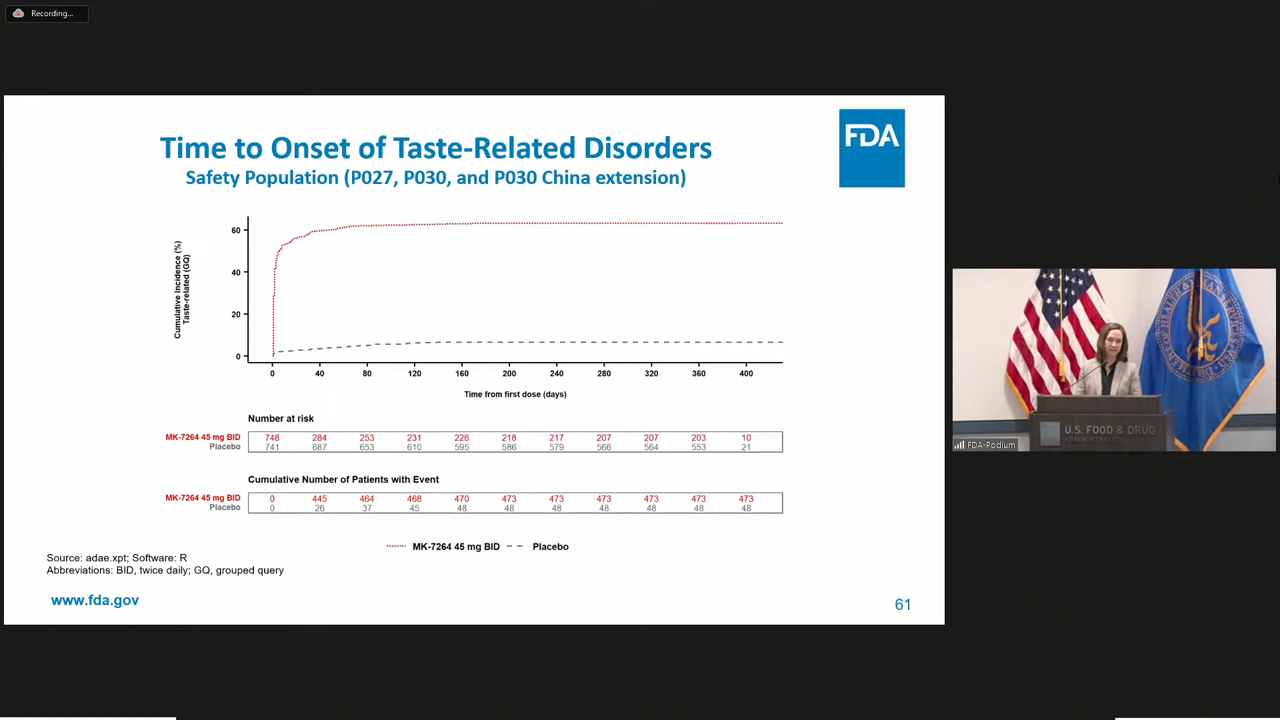 Recording...
Time to Onset of Taste-Related Disorders
FDA
Safety Population (P027, P030, and P030 China extension)
Cumulative Incidence (%)
Taste-related (GQ)
60
40
20
0
0 40 80 120 160 200 240 280 320 360 400
Time from first dose (days)
Number at risk
MK-7264 45 mg BID 748 284 253 231 226 218 217 207 207 203 10
Placebo 741 687 653 610 595 586 579 566 564 553 21
Cumulative Number of Patients with Event
MK-7264 45 mg BID 0 445 464 468 470 473 473 473 473 473 473
Placebo 0 26 37 45 48 48 48 48 48 48 48
MK-7264 45 mg BID Placebo
Source: adae.xpt; Software: R
Abbreviations: BID, twice daily; GQ, grouped query
www.fda.gov
61
U.S. FOOD & DRUG
ADMINISTRATION
FDA-Podium